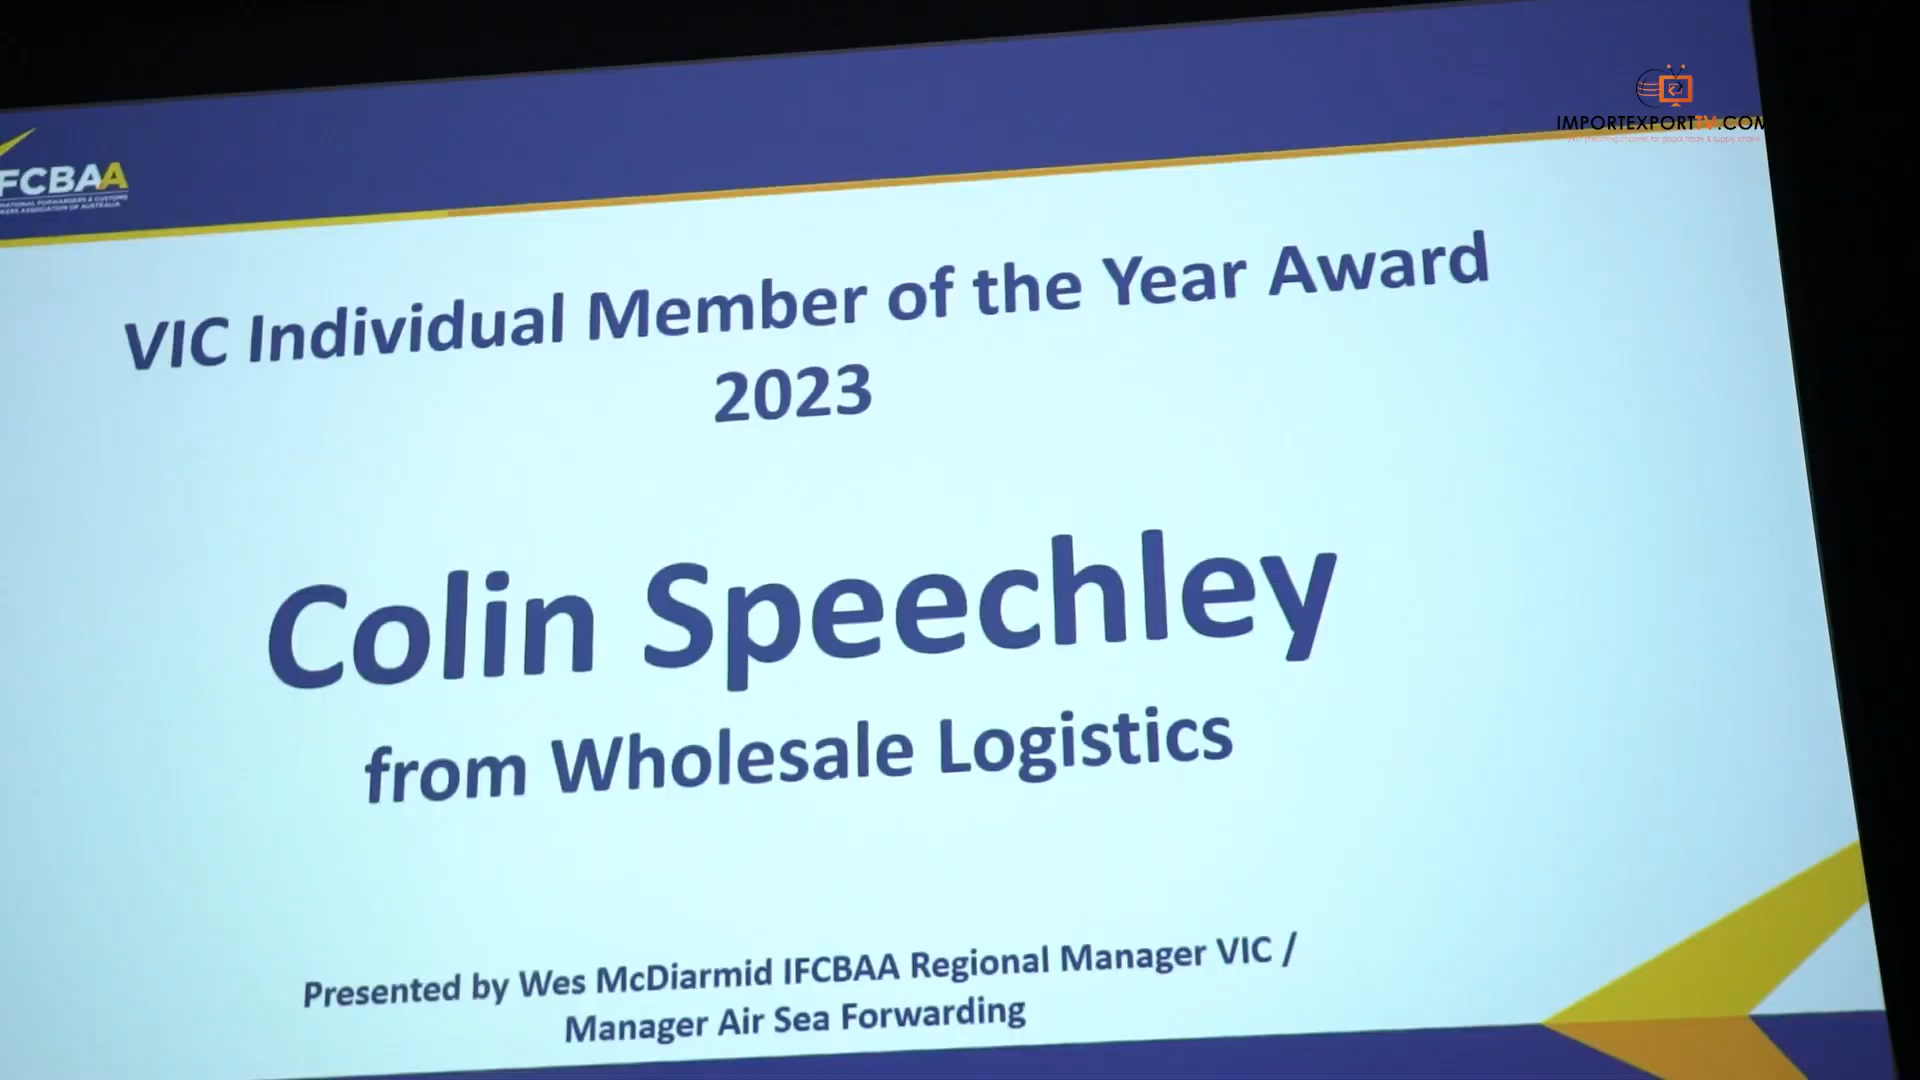 IMPORTEXPORTTV.COM
FCBAA
VIC Individual Member of the Year Award
2023
Colin Speechley
from Wholesale Logistics
Presented by Wes McDiarmid IFCBAA Regional Manager VIC /
Manager Air Sea Forwarding